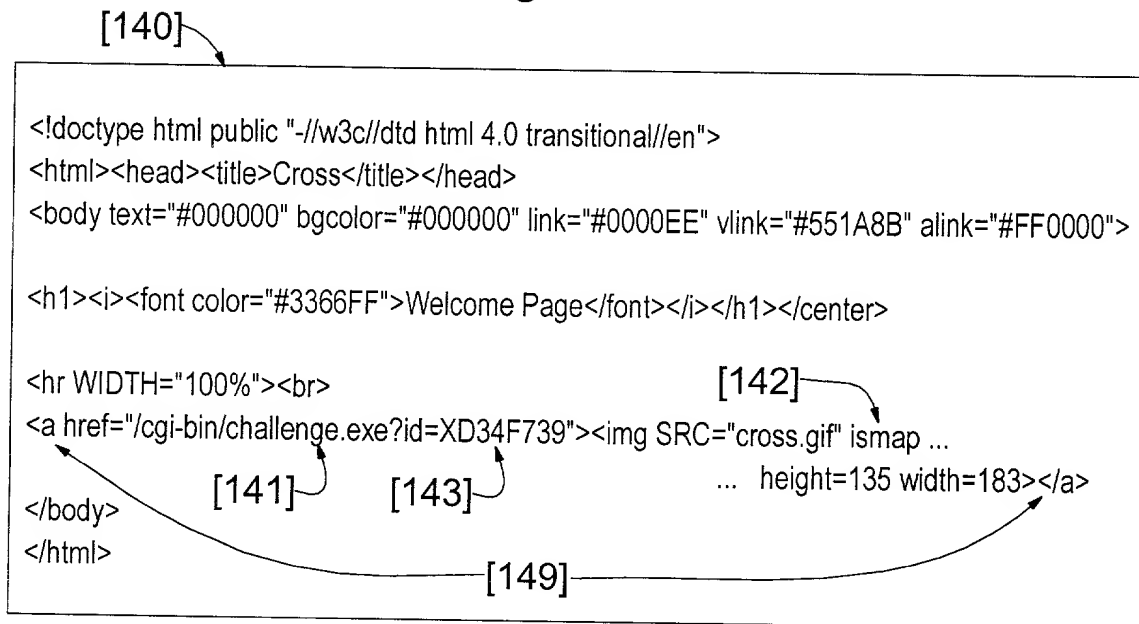 [140]
<!doctype html public "-//w3c//dtd html 4.0 transitional//en">
<html><head><title>Cross</title></head>
<body text="#000000" bgcolor="#000000" link="#0000EE" vlink="#551A8B" alink="#FF0000">
<h1><i><font color="#3366FF">Welcome Page</font></i></h1></center>
<hr WIDTH="100%"><br>
[142]
<a href="/cgi-bin/challenge.exe?id=XD34F739"><img SRC="cross.gif" ismap ...
... height=135 width=183></a>
[141] [143]
</body>
</html>
[149]